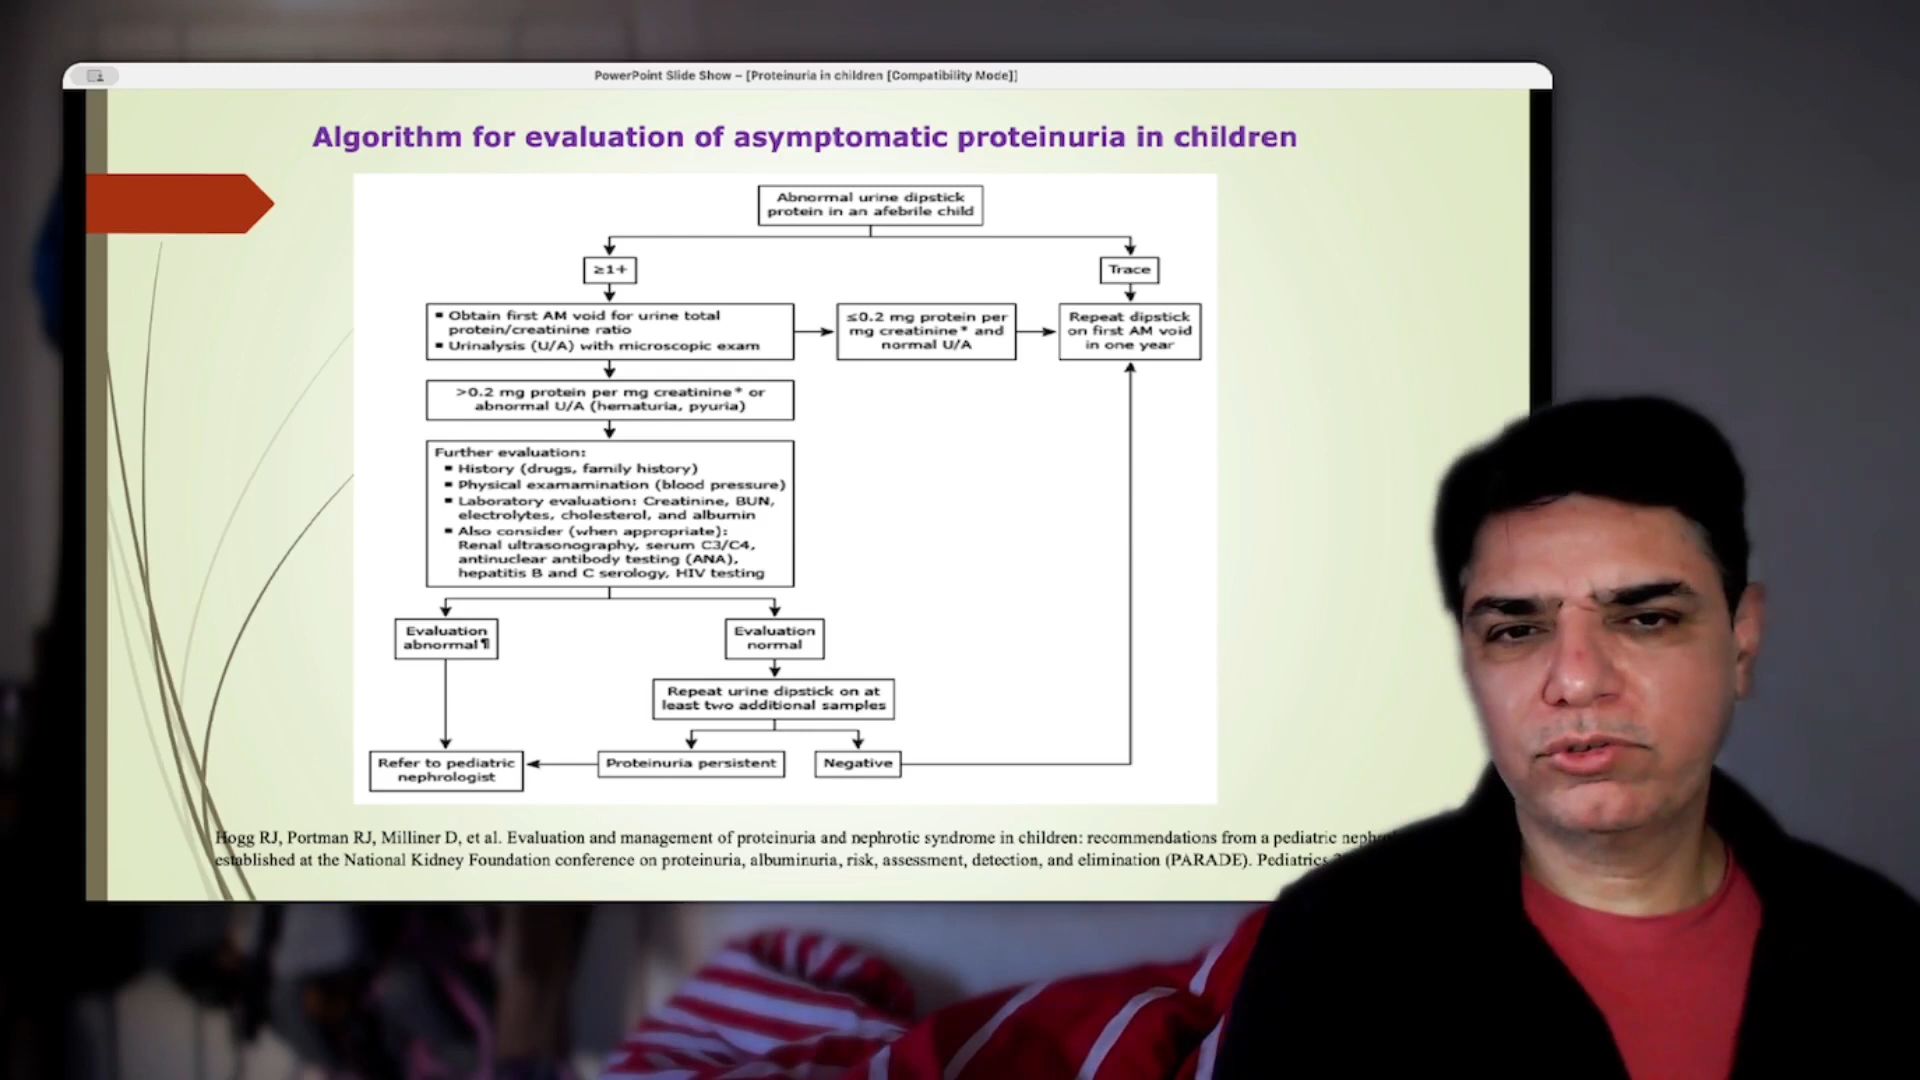 PowerPoint Slide Show – [Proteinuria in children [Compatibility Mode]]
Algorithm for evaluation of asymptomatic proteinuria in children
Abnormal urine dipstick
protein in an afebrile child
≥1+
Trace
▪ Obtain first AM void for urine total
protein/creatinine ratio
▪ Urinalysis (U/A) with microscopic exam
≤0.2 mg protein per
mg creatinine* and
normal U/A
Repeat dipstick
on first AM void
in one year
>0.2 mg protein per mg creatinine* or
abnormal U/A (hematuria, pyuria)
Further evaluation:
▪ History (drugs, family history)
▪ Physical examamination (blood pressure)
▪ Laboratory evaluation: Creatinine, BUN,
electrolytes, cholesterol, and albumin
▪ Also consider (when appropriate):
Renal ultrasonography, serum C3/C4,
antinuclear antibody testing (ANA),
hepatitis B and C serology, HIV testing
Evaluation
abnormal¶
Evaluation
normal
Repeat urine dipstick on at
least two additional samples
Refer to pediatric
nephrologist
Proteinuria persistent
Negative
Hogg RJ, Portman RJ, Milliner D, et al. Evaluation and management of proteinuria and nephrotic syndrome in children: recommendations from a pediatric
established at the National Kidney Foundation conference on proteinuria, albuminuria, risk, assessment, detection, and elimination (PARADE). Pediatrics